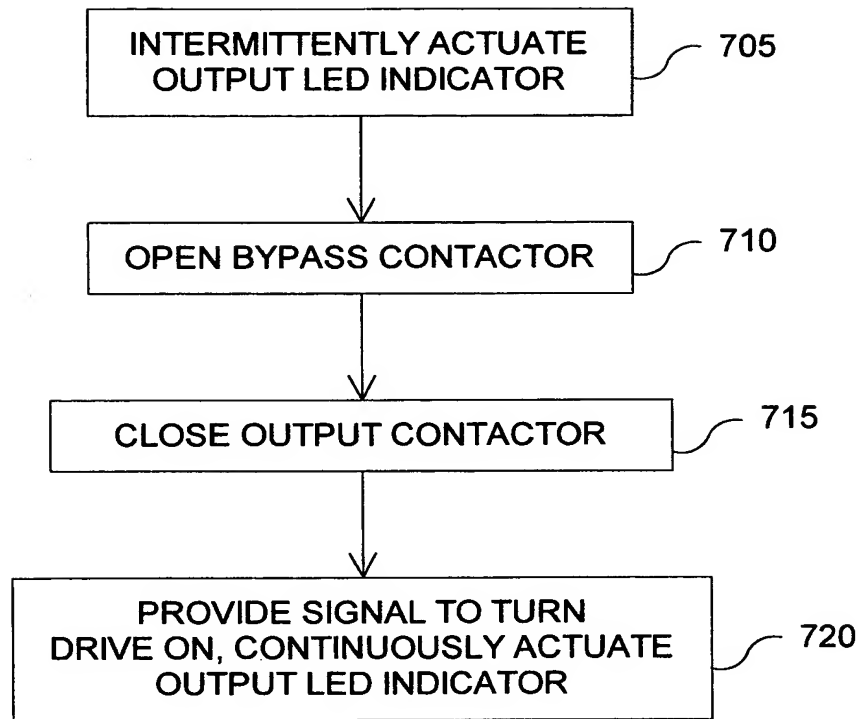 INTERMITTENTLY ACTUATE
OUTPUT LED INDICATOR
705
OPEN BYPASS CONTACTOR
710
CLOSE OUTPUT CONTACTOR
715
PROVIDE SIGNAL TO TURN
DRIVE ON, CONTINUOUSLY ACTUATE
OUTPUT LED INDICATOR
720